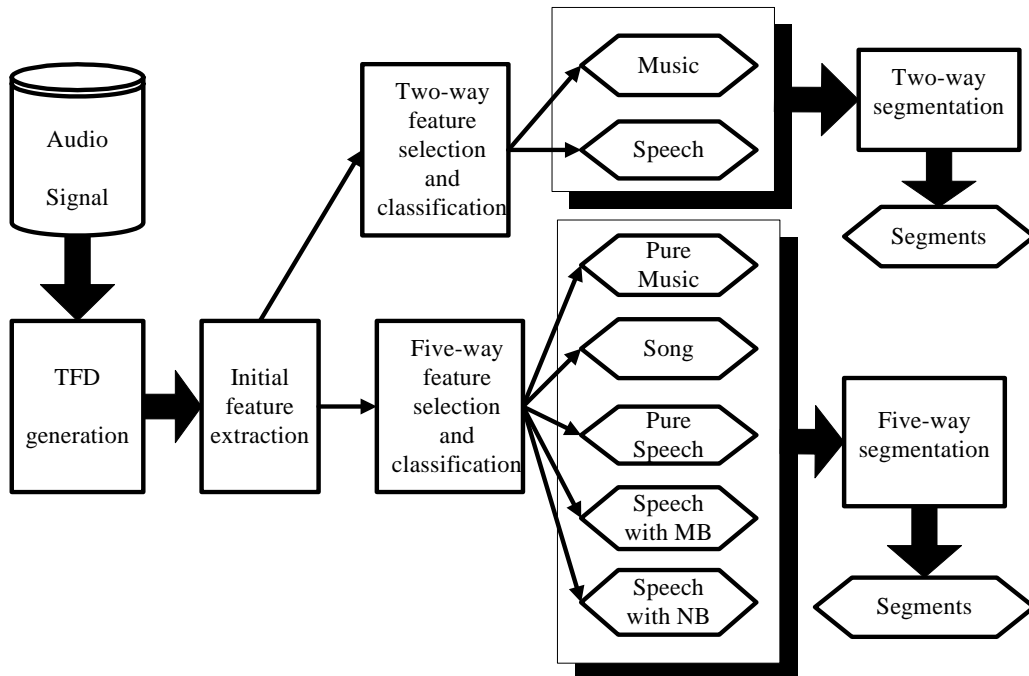 Audio
Signal
TFD
generation
Initial
feature
extraction
Two-way
feature
selection
and
classification
Music
Speech
Two-way
segmentation
Segments
Five-way
feature
selection
and
classification
Pure
Music
Song
Pure
Speech
Speech
with MB
Speech
with NB
Five-way
segmentation
Segments